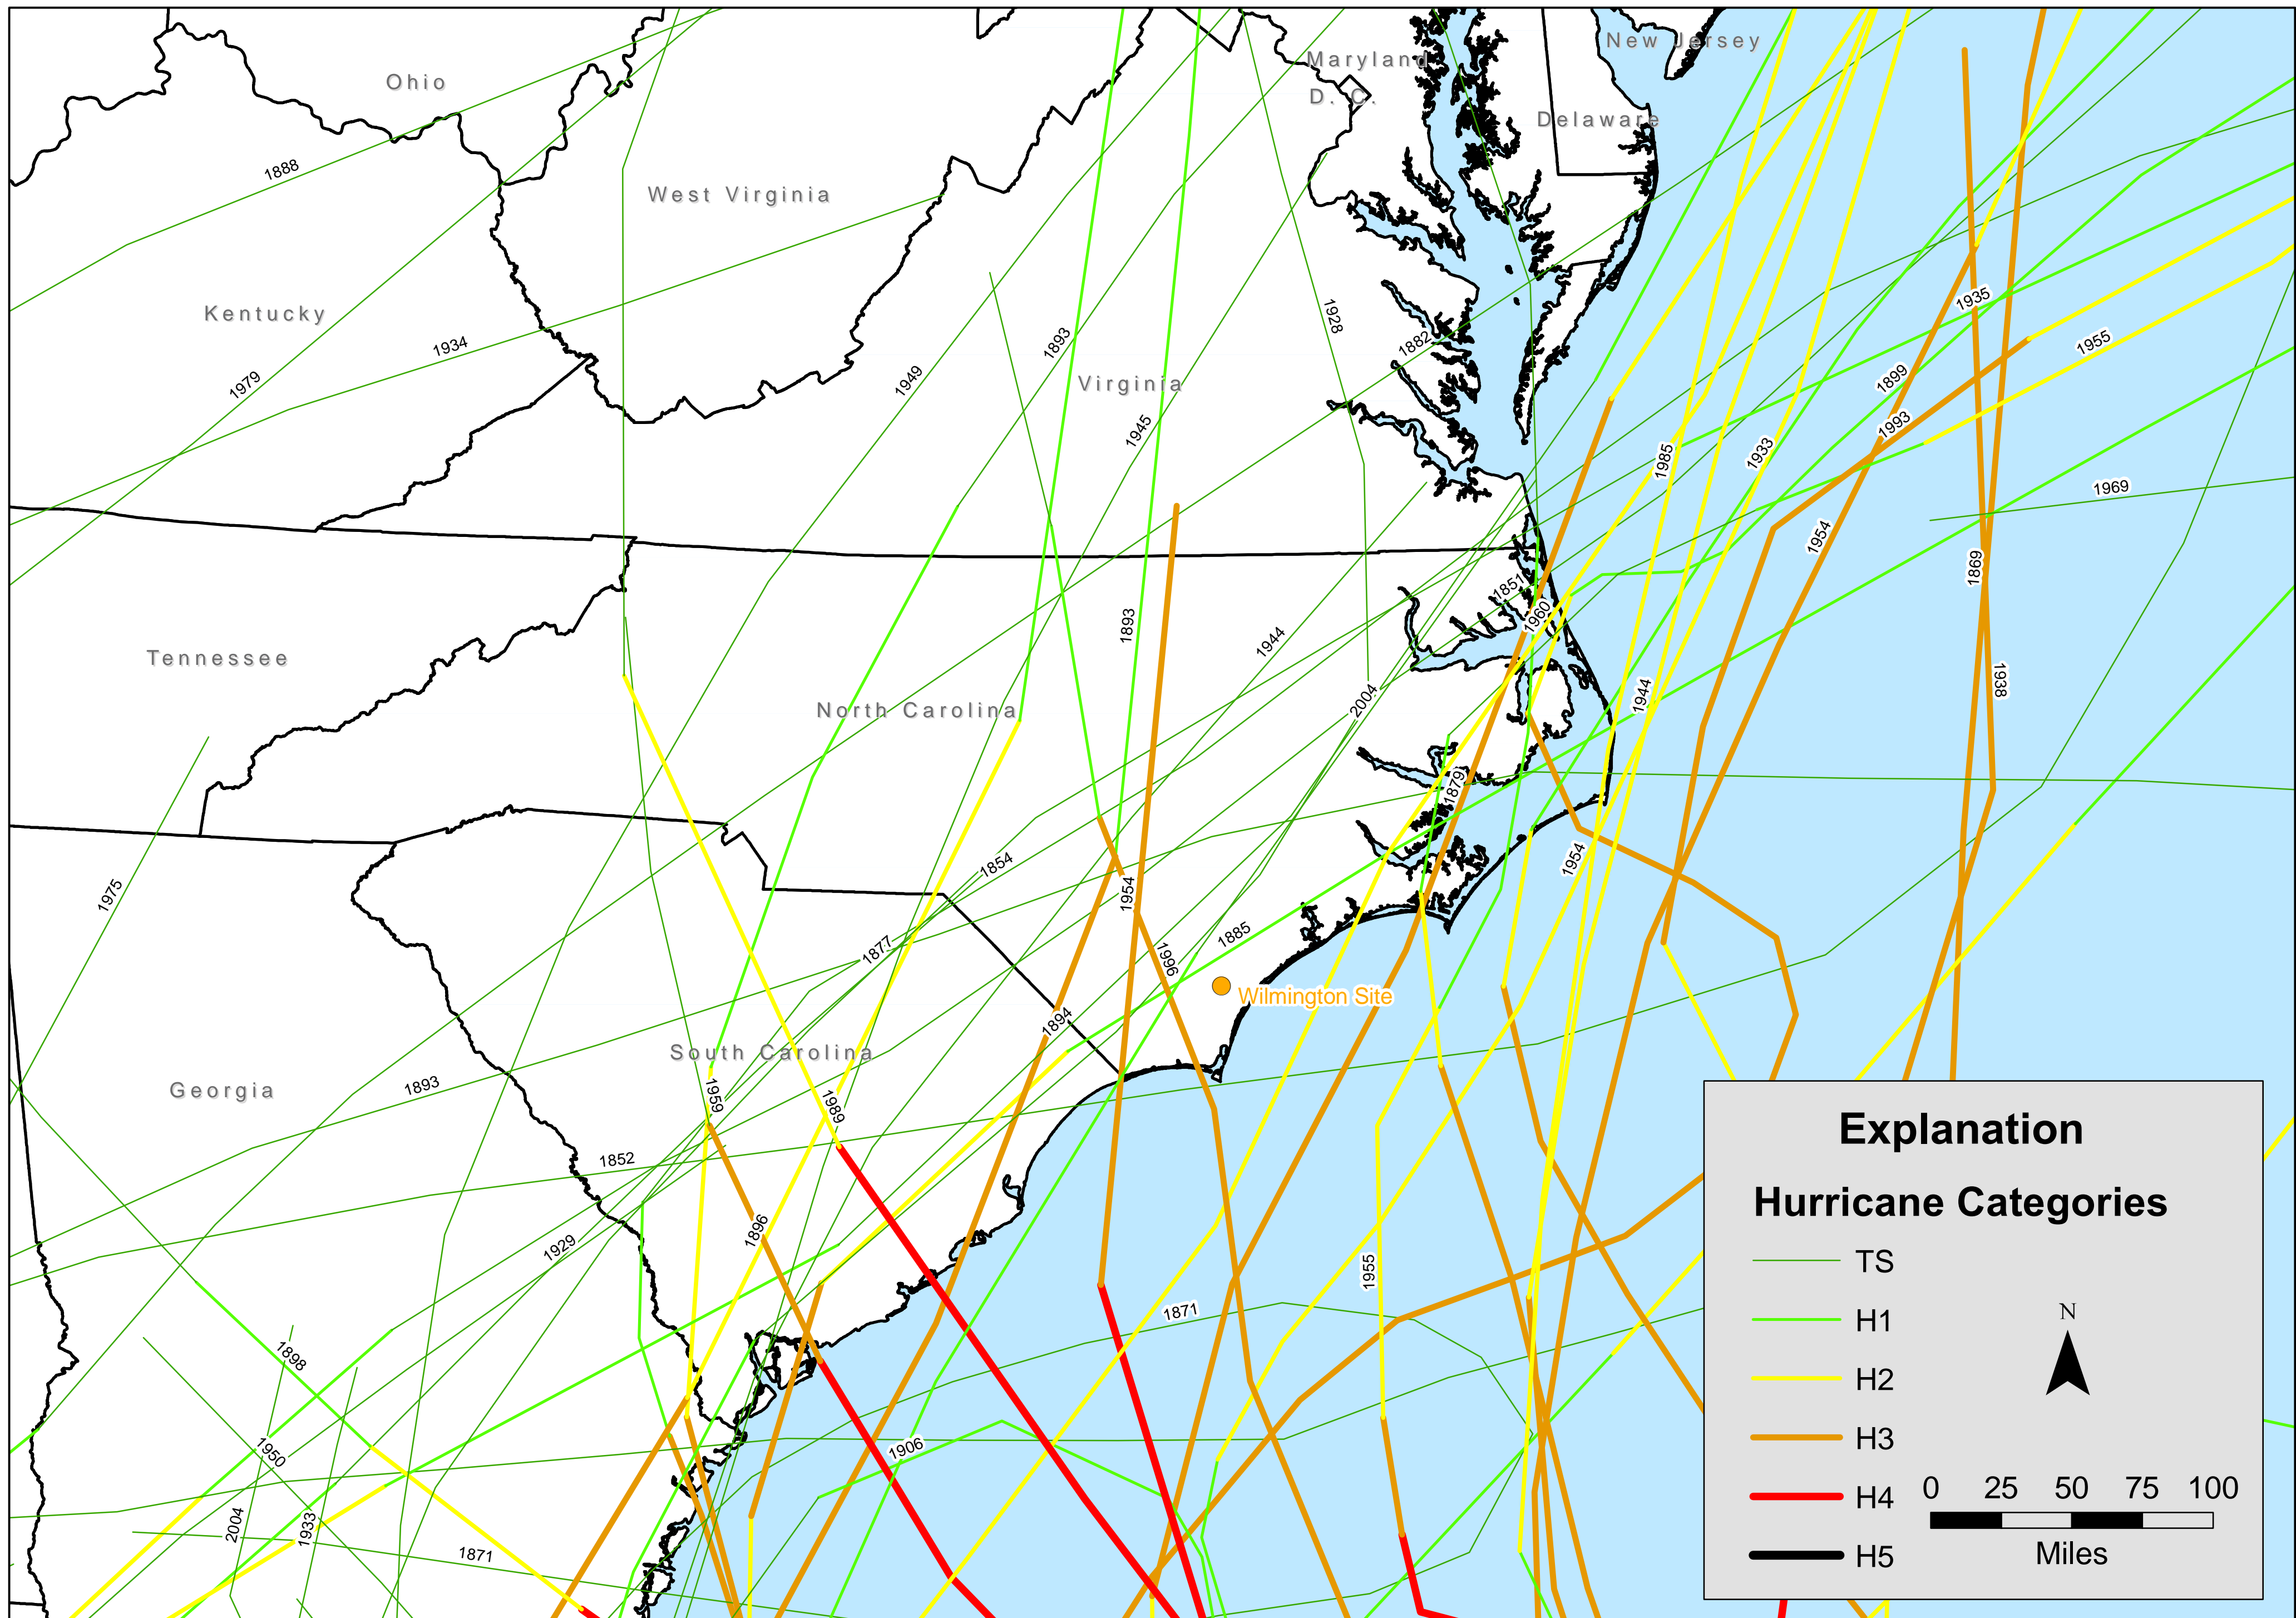 New Jersey
Maryland
Ohio
D. C.
Delaware
1888
West Virginia
1935
Kentucky
1928
1893
1882
1955
1934
1979
1949
Virginia
1899
1945
1993
1985
1933
1969
1954
1869
1851
1960
1893
1944
Tennessee
1938
2004
1944
North Carolina
1879
1954
1854
1975
1954
1885
1877
1996
Wilmington Site
1894
South Carolina
1893
Georgia
1959
1989
1852
1896
1929
1955
1871
1898
1906
1950
2004
1933
1871
Explanation
Hurricane Categories
TS
H1
H2
H3
H4
H5
N
0 25 50 75 100
Miles